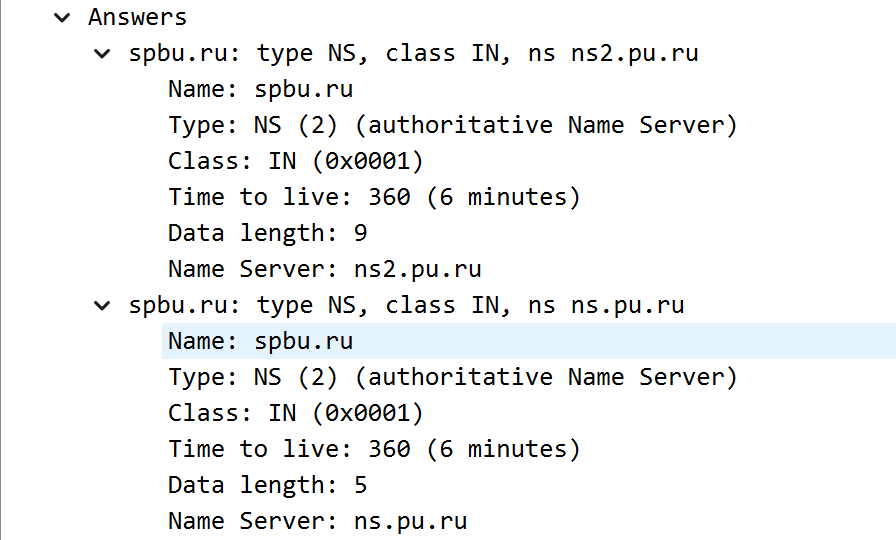 Answers
spbu.ru: type NS, class IN, ns ns2.pu.ru
Name: spbu.ru
Type: NS (2) (authoritative Name Server)
Class: IN (0x0001)
Time to live: 360 (6 minutes)
Data length: 9
Name Server: ns2.pu.ru
spbu.ru: type NS, class IN, ns ns.pu.ru
Name: spbu.ru
Type: NS (2) (authoritative Name Server)
Class: IN (0x0001)
Time to live: 360 (6 minutes)
Data length: 5
Name Server: ns.pu.ru